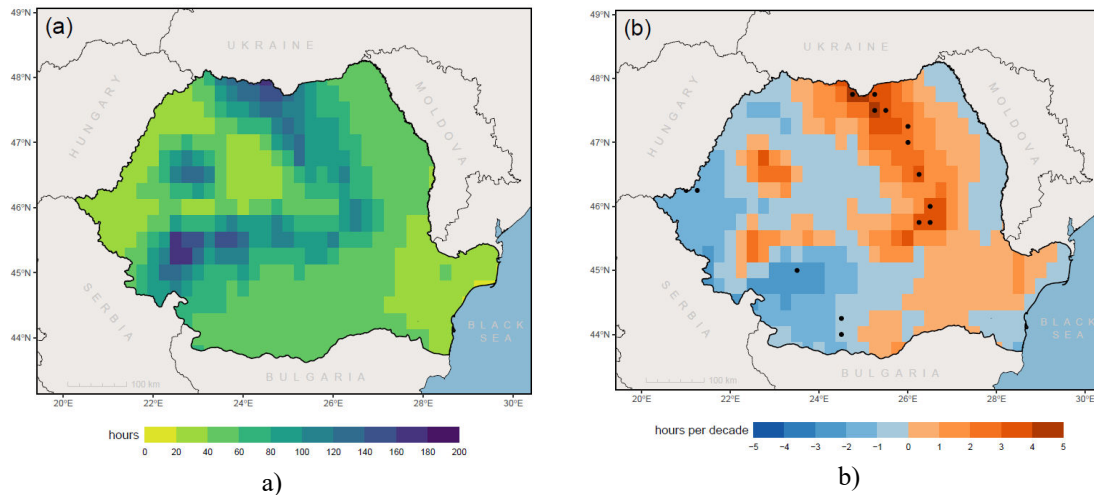 (a)
49°N
48°N
47°N
46°N
45°N
44°N
UKRAINE
HUNGARY
MOLDOVA
SERBIA
BULGARIA
BLACK
SEA
100 km
20°E 22°E 24°E 26°E 28°E 30°E
hours
0 20 40 60 80 100 120 140 160 180 200
a)
(b)
49°N
48°N
47°N
46°N
45°N
44°N
UKRAINE
HUNGARY
MOLDOVA
SERBIA
BULGARIA
BLACK
SEA
100 km
20°E 22°E 24°E 26°E 28°E 30°E
hours per decade
−5 −4 −3 −2 −1 0 1 2 3 4 5
b)